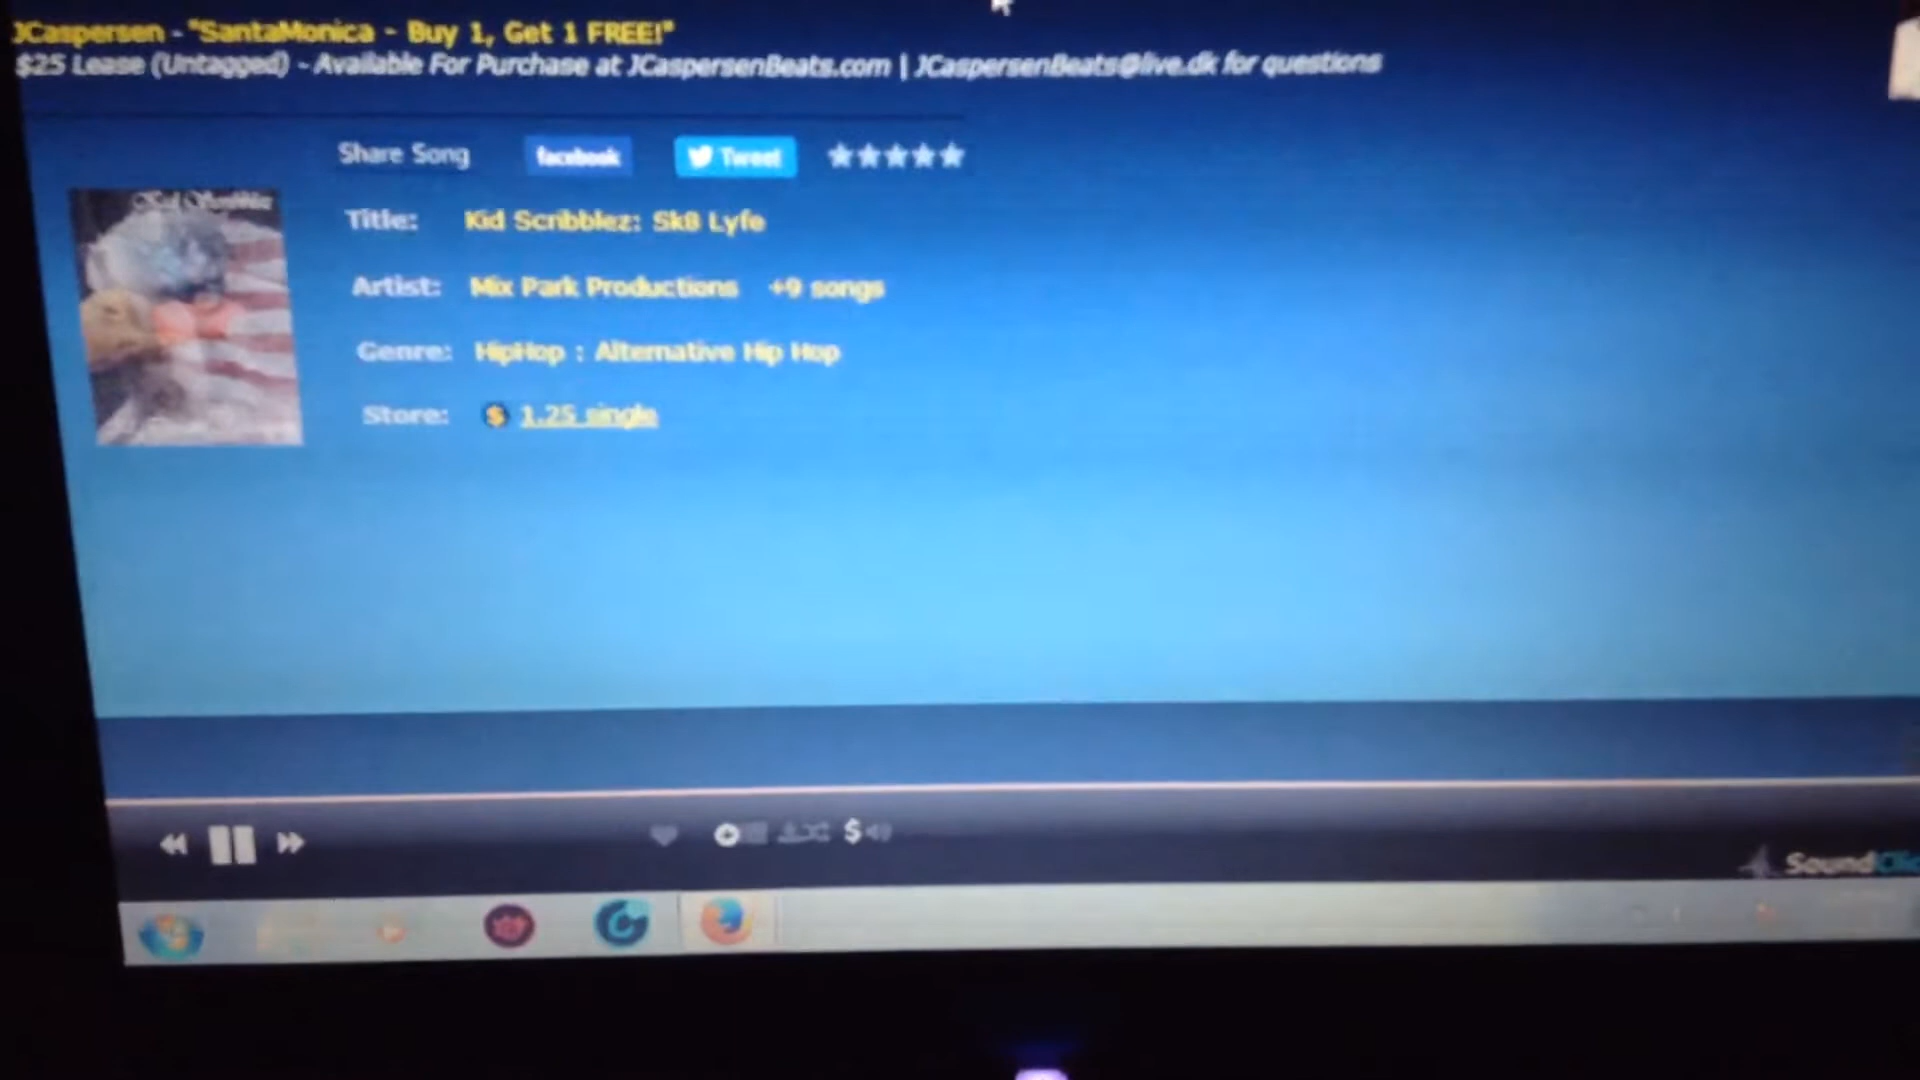 JCaspersen - "SantaMonica - Buy 1, Get 1 FREE!"
$25 Lease (Untagged) - Available For Purchase at JCaspersenBeats.com | JCaspersenBeats@live.dk for questions
Share Song facebook Tweet
Title: Kid Scribblez: Sk8 Lyfe
Artist: Mix Park Productions +9 songs
Genre: HipHop : Alternative Hip Hop
Store: $ 1.25 single
$
SoundClic